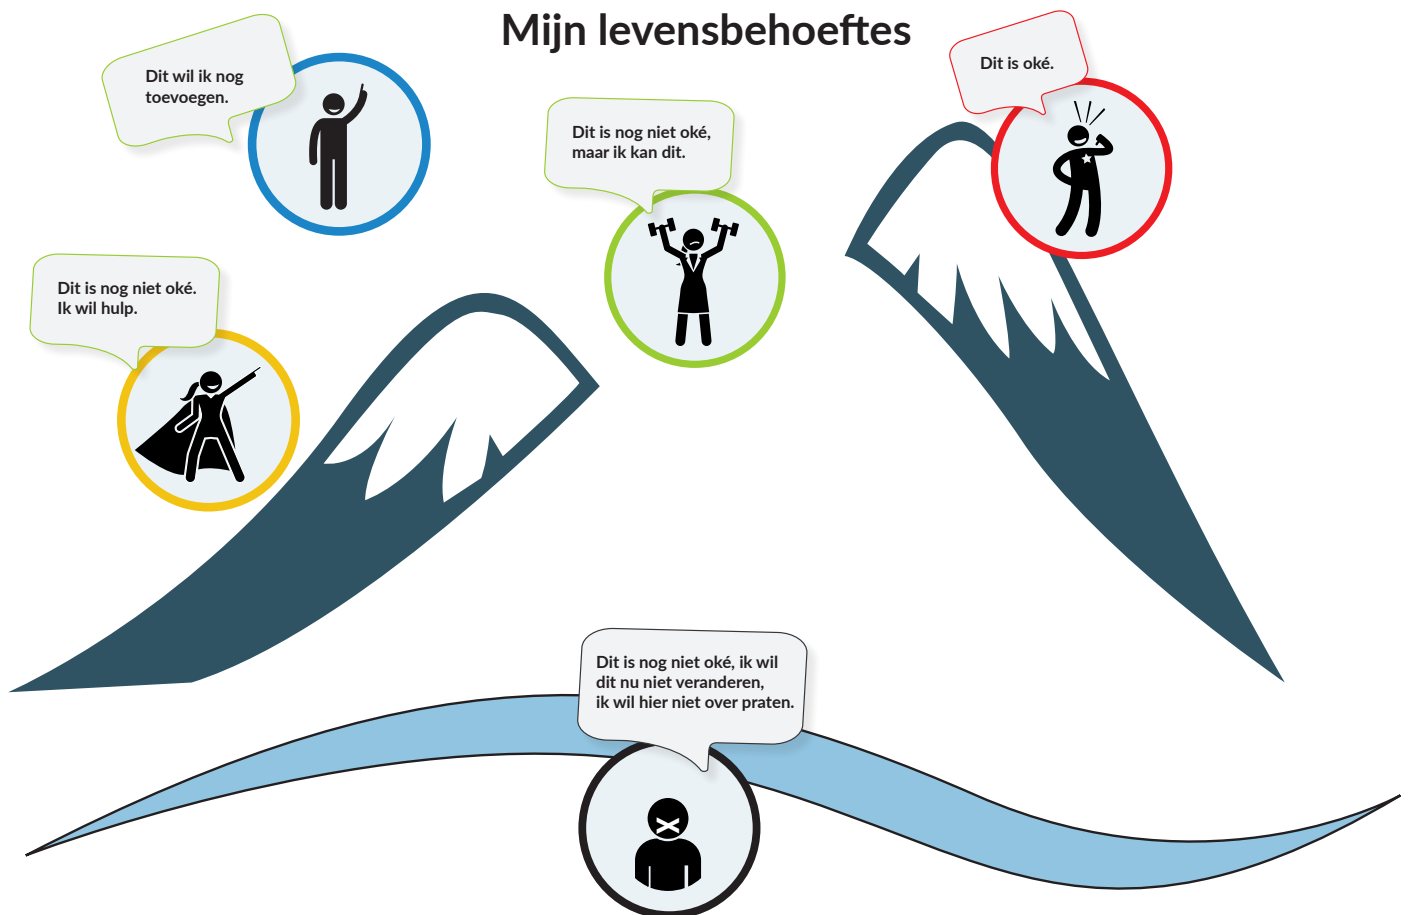 Mijn levensbehoeftes
Dit wil ik nog
toevoegen.
Dit is oké.
Dit is nog niet oké,
maar ik kan dit.
Dit is nog niet oké.
Ik wil hulp.
Dit is nog niet oké, ik wil
dit nu niet veranderen,
ik wil hier niet over praten.